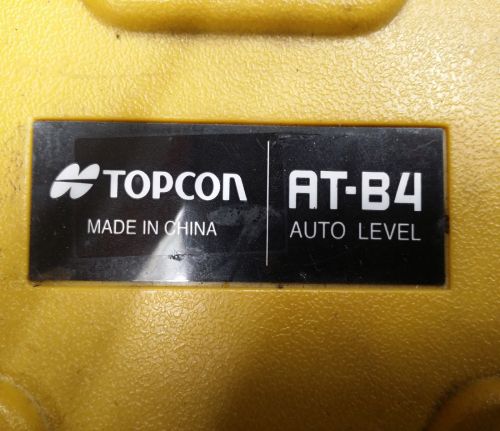 TOPCON
MADE IN CHINA
AT-B4
AUTO LEVEL